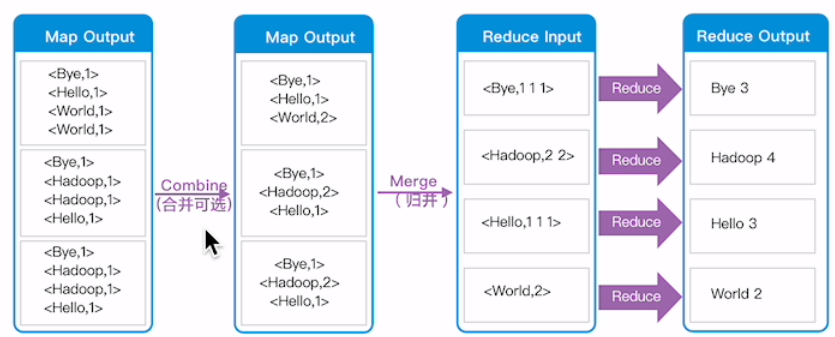 Map Output
<Bye,1>
<Hello,1>
<World,1>
<World,1>
<Bye,1>
<Hadoop,1>
<Hadoop,1>
<Hello,1>
<Bye,1>
<Hadoop,1>
<Hadoop,1>
<Hello,1>
Combine
(合并可选)
Map Output
<Bye,1>
<Hello,1>
<World,2>
<Bye,1>
<Hadoop,2>
<Hello,1>
<Bye,1>
<Hadoop,2>
<Hello,1>
Merge
(归并)
Reduce Input
<Bye,1 1 1>
<Hadoop,2 2>
<Hello,1 1 1>
<World,2>
Reduce
Reduce
Reduce
Reduce
Reduce Output
Bye 3
Hadoop 4
Hello 3
World 2